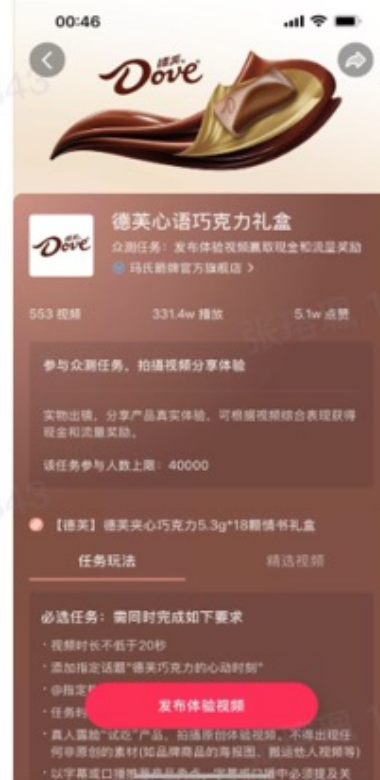 00:46
德芙
Dove
Dove
德芙心语巧克力礼盒
众测任务：发布体验视频赢取现金和流量奖励
玛氏箭牌官方旗舰店 >
553 视频
331.4w 播放
5.1w 点赞
参与众测任务，拍摄视频分享体验
实物出镜，分享产品真实体验，可根据视频综合表现获得
现金和流量奖励。
该任务参与人数上限：40000
【德芙】德芙夹心巧克力5.3g*18颗情书礼盒
任务玩法
精选视频
必选任务：需同时完成如下要求
· 视频时长不低于20秒
· 添加指定话题“德芙巧克力的心动时刻”
· @指定
· 任务
发布体验视频
· 真人露脸“试吃”产品，拍摄原创体验视频。不得出现任
何非原创的素材(如品牌商品的海报图、搬运他人视频等)
· 以字幕或口播